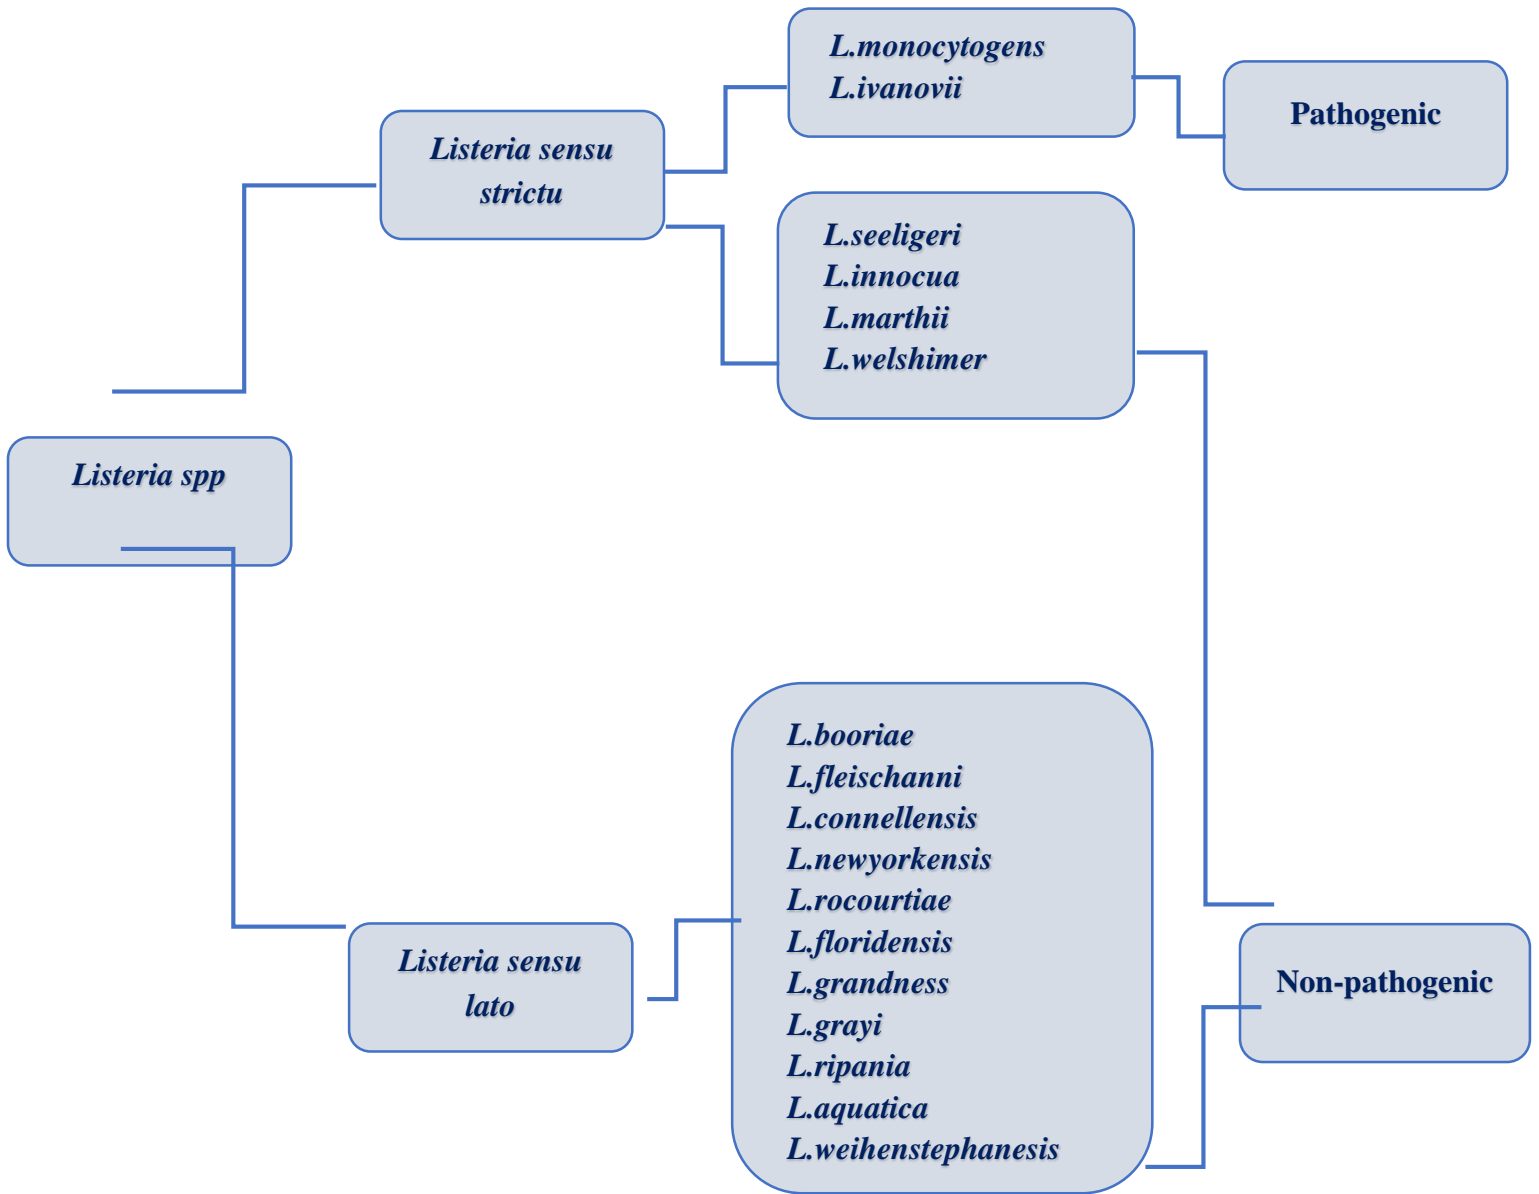 L.monocytogens
L.ivanovii
Pathogenic
Listeria sensu
strictu
L.seeligeri
L.innocua
L.marthii
L.welshimer
Listeria spp
L.booriae
L.fleischanni
L.connellensis
L.newyorkensis
L.rocourtiae
L.floridensis
L.grandness
L.grayi
L.ripania
L.aquatica
L.weihenstephanesis
Listeria sensu
lato
Non-pathogenic